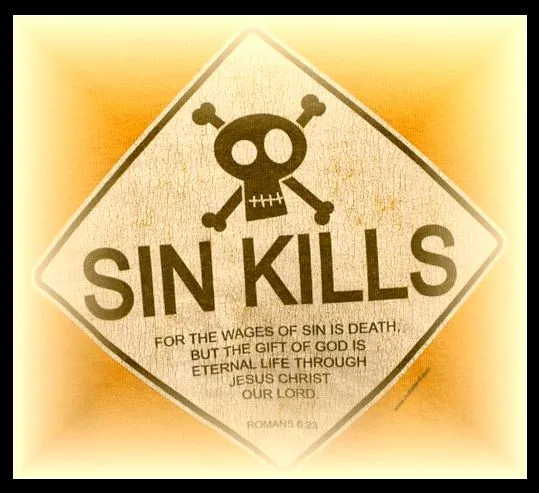 SIN KILLS
FOR THE WAGES OF SIN IS DEATH,
BUT THE GIFT OF GOD IS
ETERNAL LIFE THROUGH
JESUS CHRIST
OUR LORD.
ROMANS 6:23